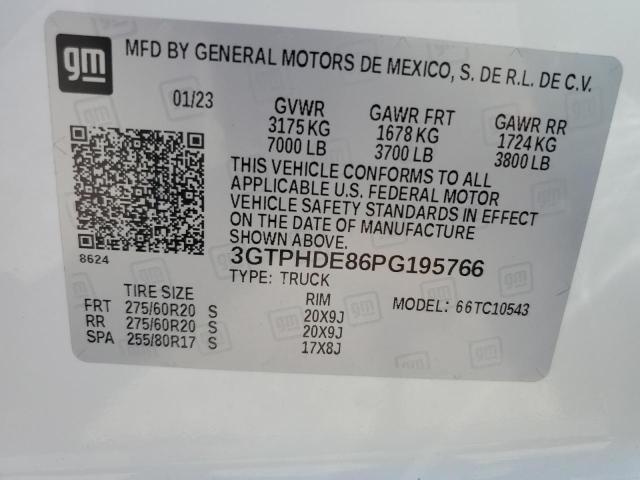 gm
MFD BY GENERAL MOTORS DE MEXICO, S. DE R.L. DE C.V.
01/23
GVWR
3175 KG
7000 LB
GAWR FRT
1678 KG
3700 LB
GAWR RR
1724 KG
3800 LB
THIS VEHICLE CONFORMS TO ALL
APPLICABLE U.S. FEDERAL MOTOR
VEHICLE SAFETY STANDARDS IN EFFECT
ON THE DATE OF MANUFACTURE
SHOWN ABOVE.
8624
3GTPHDE86PG195766
TYPE: TRUCK
MODEL: 66TC10543
TIRE SIZE
RIM
FRT 275/60R20 S 20X9J
RR 275/60R20 S 20X9J
SPA 255/80R17 S 17X8J